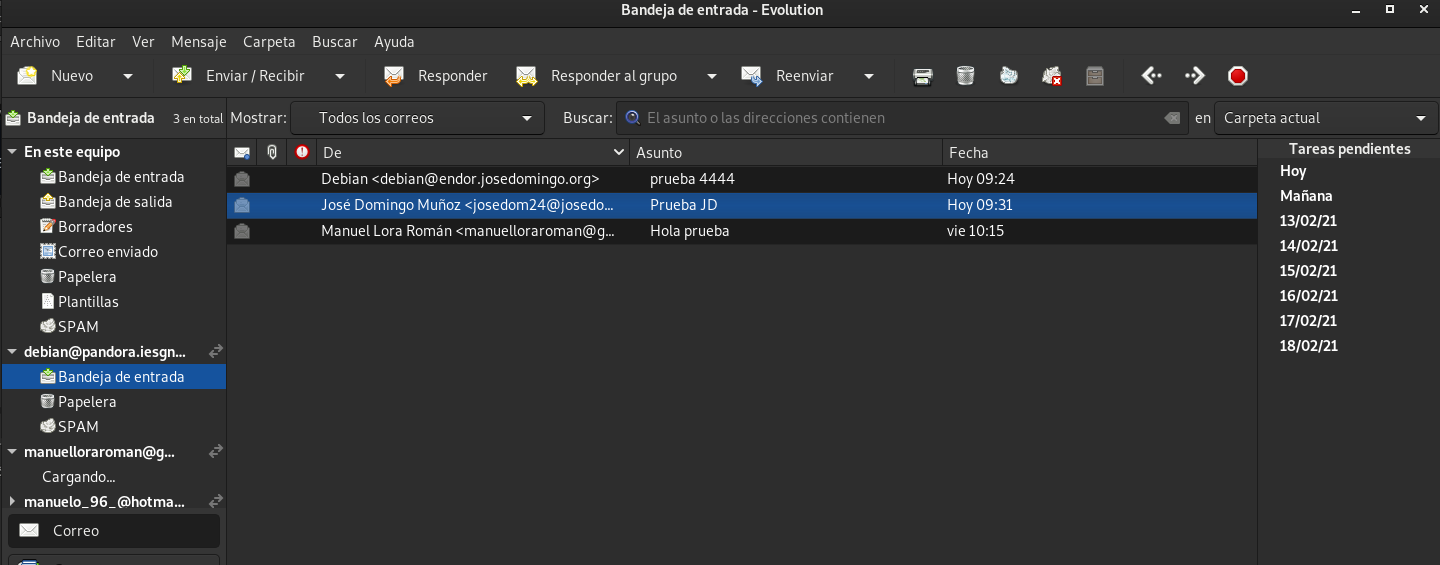 Bandeja de entrada - Evolution
Archivo Editar Ver Mensaje Carpeta Buscar Ayuda
Nuevo Enviar / Recibir Responder Responder al grupo Reenviar
Bandeja de entrada 3 en total Mostrar: Todos los correos Buscar: El asunto o las direcciones contienen en Carpeta actual
En este equipo
Bandeja de entrada
Bandeja de salida
Borradores
Correo enviado
Papelera
Plantillas
SPAM
debian@pandora.iesgn...
Bandeja de entrada
Papelera
SPAM
manuelloraroman@g...
Cargando...
manuelo_96_@hotma...
Correo
De Asunto Fecha
Debian <debian@endor.josedomingo.org> prueba 4444 Hoy 09:24
José Domingo Muñoz <josedom24@josedo... Prueba JD Hoy 09:31
Manuel Lora Román <manuelloraroman@g... Hola prueba vie 10:15
Tareas pendientes
Hoy
Mañana
13/02/21
14/02/21
15/02/21
16/02/21
17/02/21
18/02/21